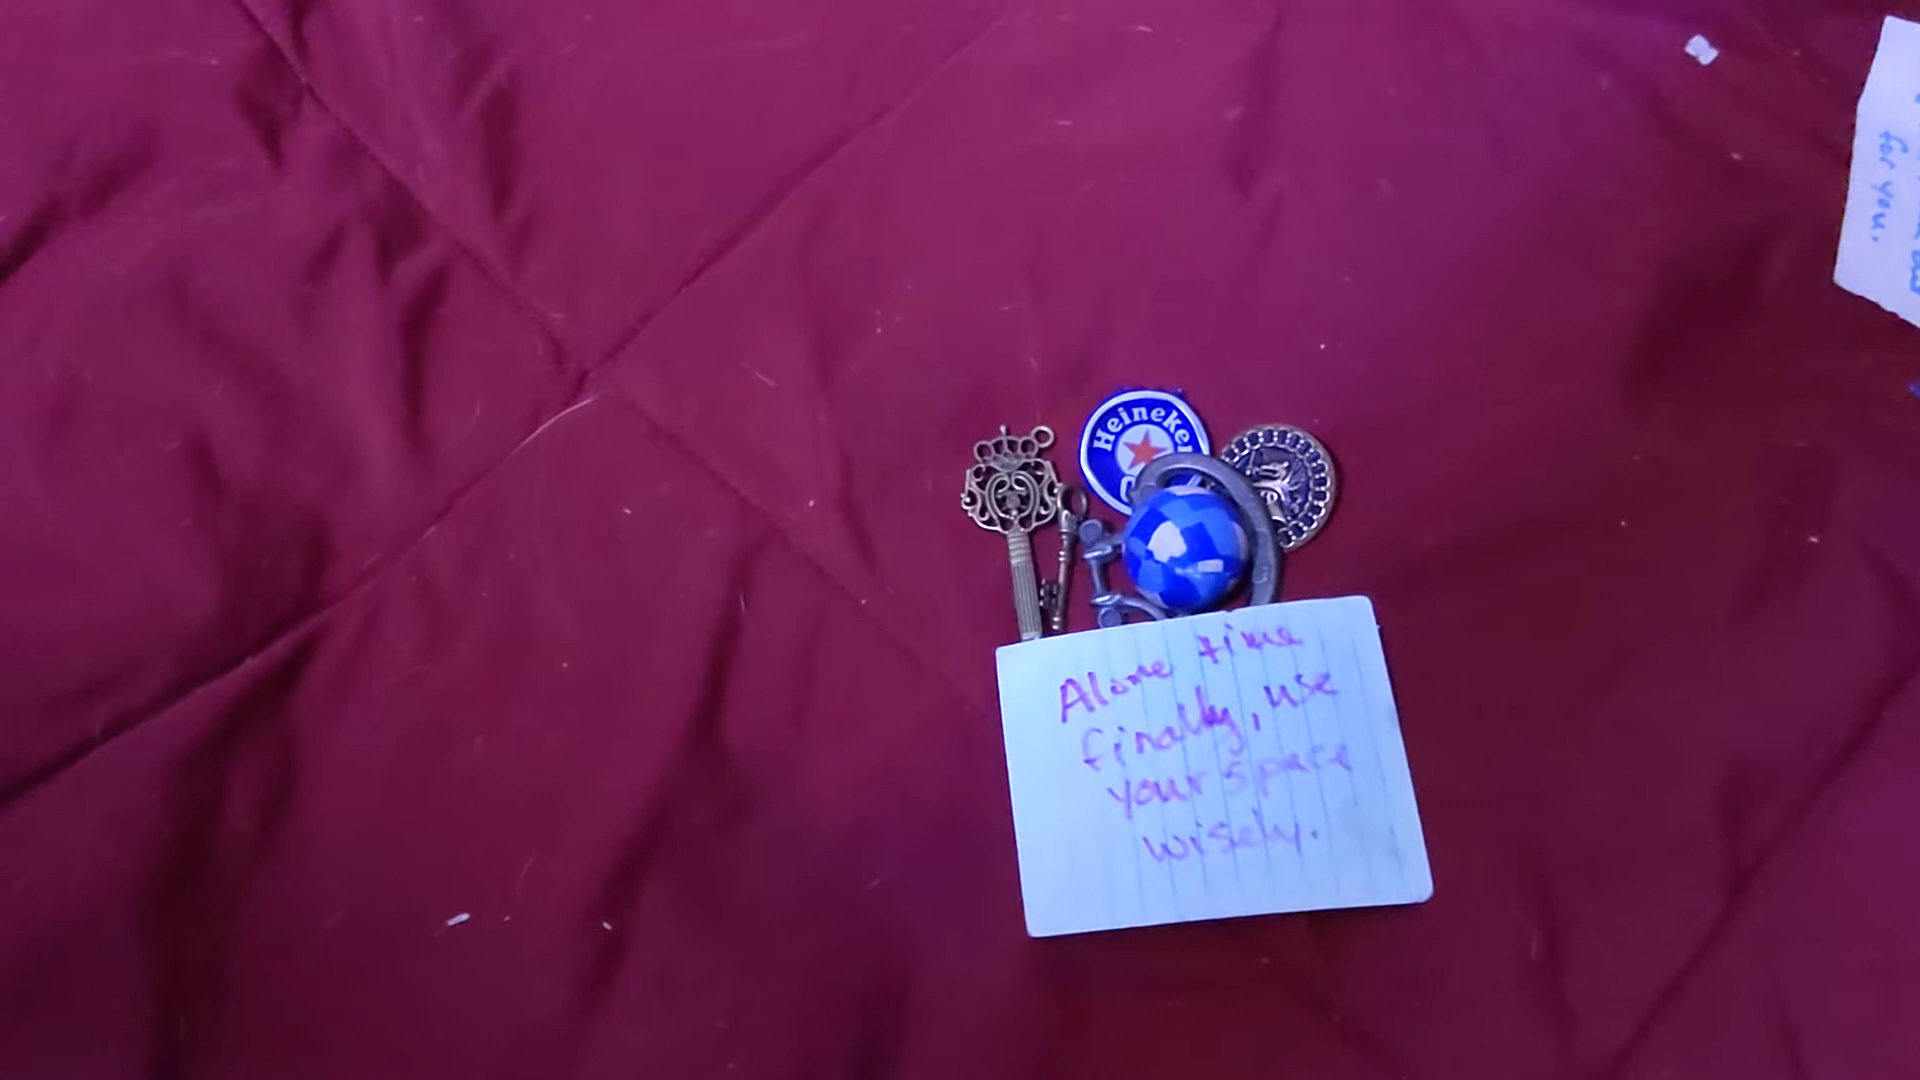 Heineken
Alone time
finally, use
your space
wisely.
for you.